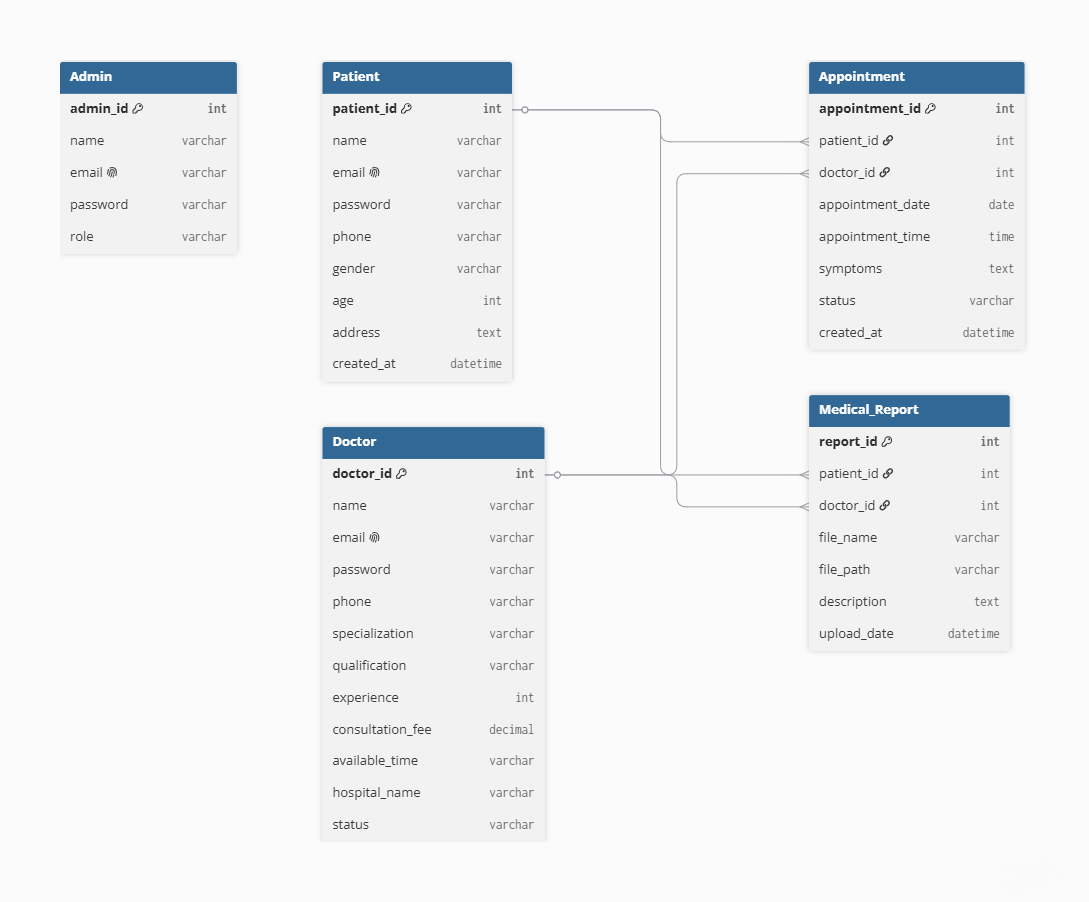 Admin
admin_id int
name varchar
email varchar
password varchar
role varchar
Patient
patient_id int
name varchar
email varchar
password varchar
phone varchar
gender varchar
age int
address text
created_at datetime
Appointment
appointment_id int
patient_id int
doctor_id int
appointment_date date
appointment_time time
symptoms text
status varchar
created_at datetime
Doctor
doctor_id int
name varchar
email varchar
password varchar
phone varchar
specialization varchar
qualification varchar
experience int
consultation_fee decimal
available_time varchar
hospital_name varchar
status varchar
Medical_Report
report_id int
patient_id int
doctor_id int
file_name varchar
file_path varchar
description text
upload_date datetime